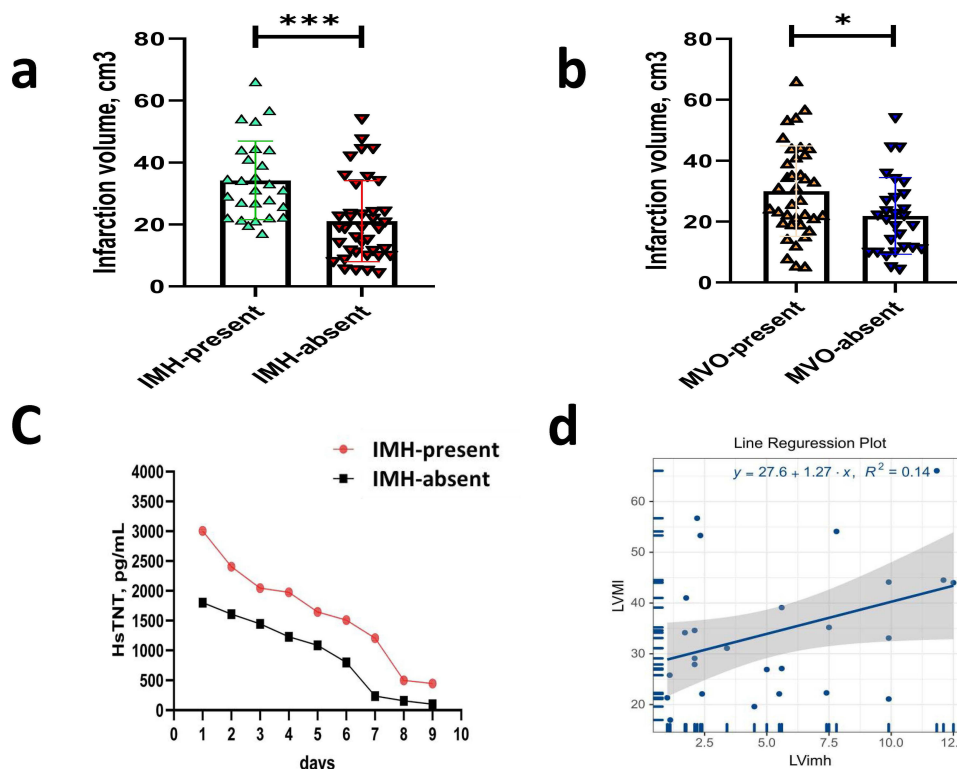 a
***
Infarction volume, cm3
80
60
40
20
0
IMH-present
IMH-absent
b
*
Infarction volume, cm3
80
60
40
20
0
MVO-present
MVO-absent
C
IMH-present
IMH-absent
HsTNT, pg/mL
4000
3500
3000
2500
2000
1500
1000
500
0
0 1 2 3 4 5 6 7 8 9 10
days
d
Line Reguression Plot
y = 27.6 + 1.27 · x, R² = 0.14
LVMI
60
50
40
30
20
2.5 5.0 7.5 10.0 12.
LVimh